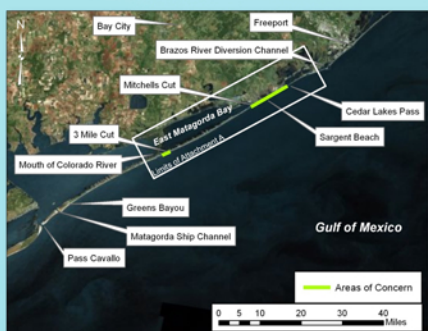 Bay City
Freeport
Brazos River Diversion Channel
N
Mitchells Cut
East Matagorda Bay
Cedar Lakes Pass
3 Mile Cut
Sargent Beach
Mouth of Colorado River
Limits of Attachment A
Greens Bayou
Gulf of Mexico
Matagorda Ship Channel
Pass Cavallo
Areas of Concern
0 5 10 20 30 40
Miles